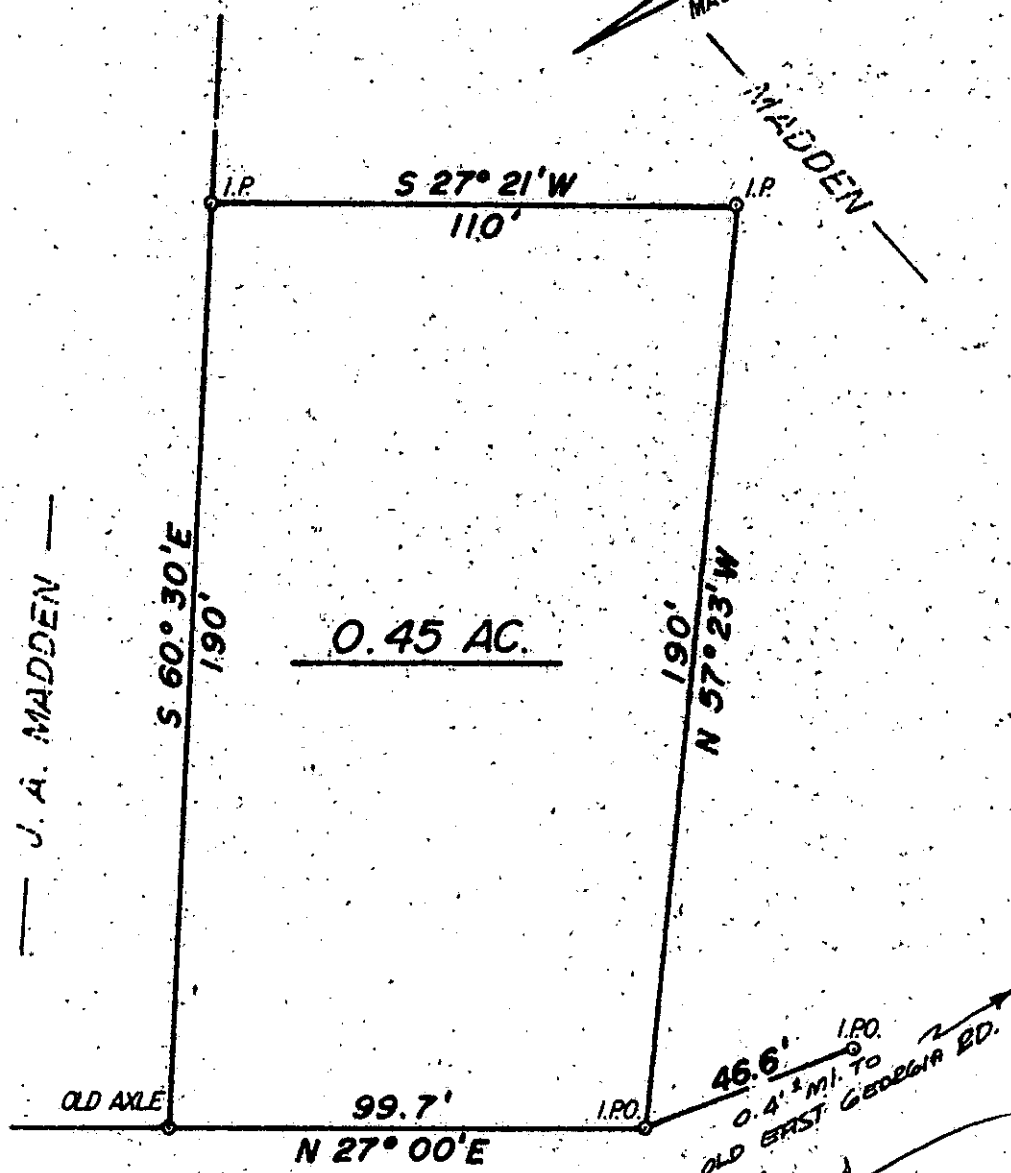 MADDEN
I.P.
S 27° 21' W
I.P.
110'
J. A. MADDEN
S 60° 30' E
190'
0.45 AC.
190'
N 57° 23' W
OLD AXLE
99.7'
N 27° 00' E
I.P.O.
46.6'
I.P.O.
0.4' ± MI. TO
OLD EAST GEORGIA RD.